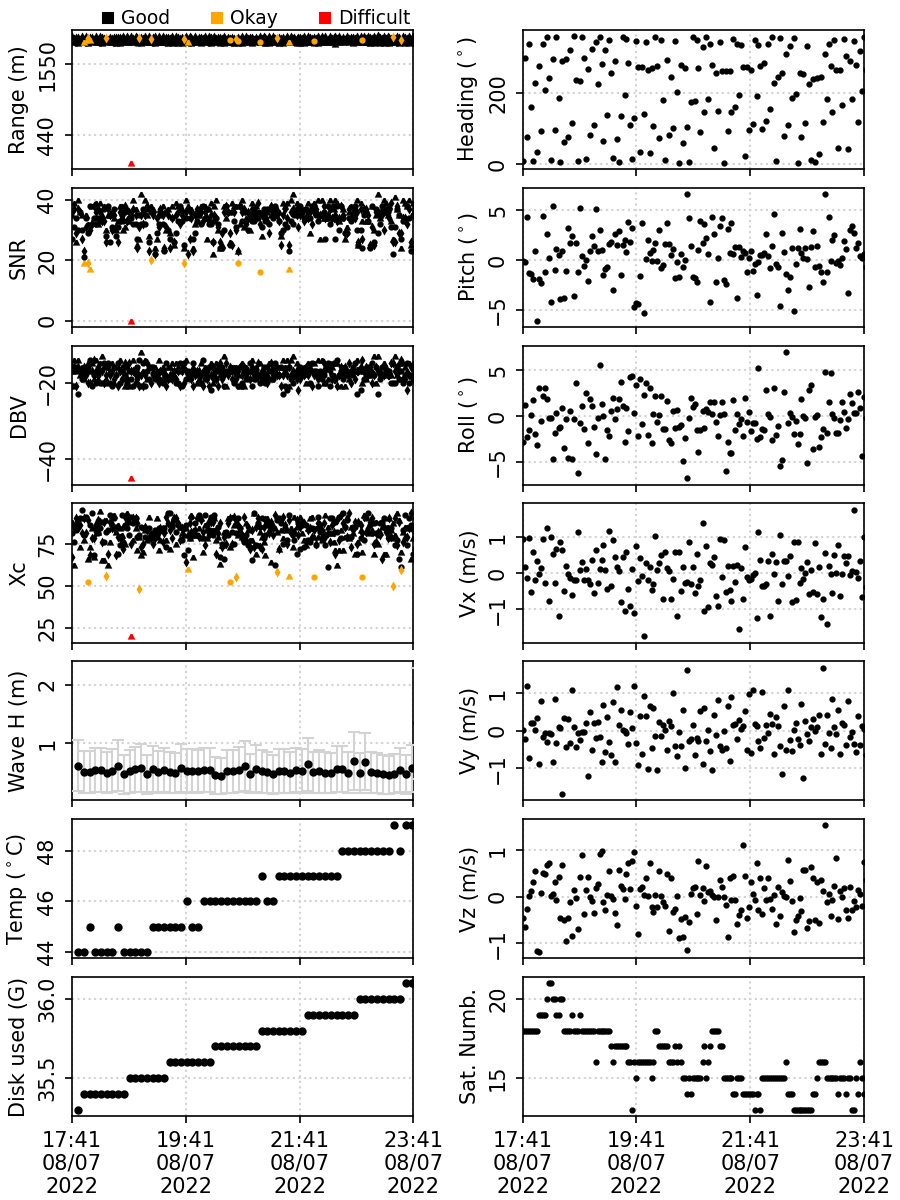 Good Okay Difficult
Range (m)
1550
440
Heading (°)
200
0
SNR
40
20
0
Pitch (°)
5
0
−5
DBV
−20
−40
Roll (°)
5
0
−5
Xc
75
50
25
Vx (m/s)
1
0
−1
Wave H (m)
2
1
Vy (m/s)
1
0
−1
Temp (°C)
48
46
44
Vz (m/s)
1
0
−1
Disk used (G)
36.0
35.5
Sat. Numb.
20
15
17:41 19:41 21:41 23:41
08/07 08/07 08/07 08/07
2022 2022 2022 2022
17:41 19:41 21:41 23:41
08/07 08/07 08/07 08/07
2022 2022 2022 2022